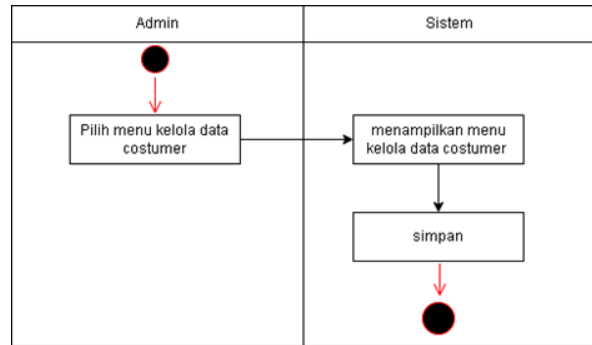 Admin
Sistem
Pilih menu kelola data
costumer
menampilkan menu
kelola data costumer
simpan